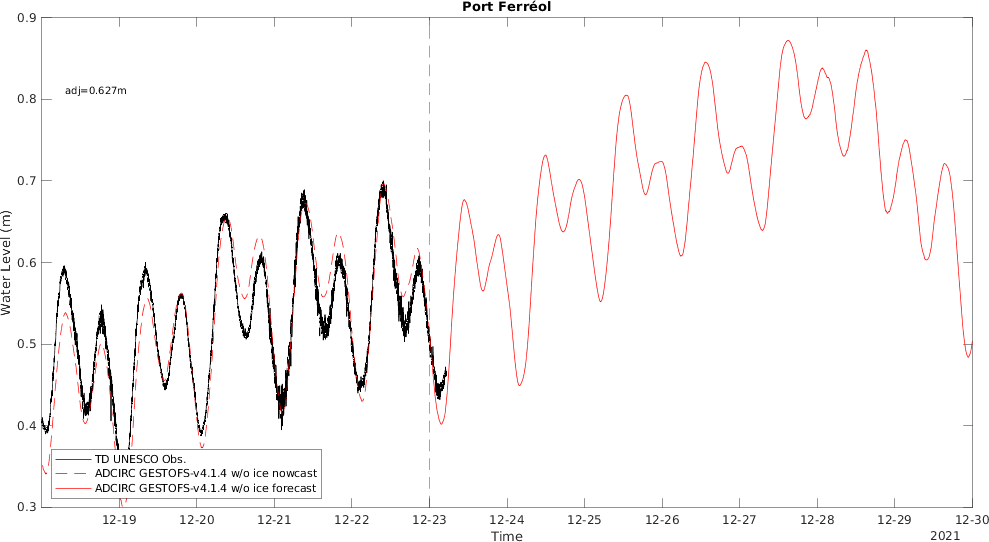 Port Ferréol
0.9
0.8
0.7
0.6
0.5
0.4
0.3
Water Level (m)
adj=0.627m
TD UNESCO Obs.
ADCIRC GESTOFS-v4.1.4 w/o ice nowcast
ADCIRC GESTOFS-v4.1.4 w/o ice forecast
12-19 12-20 12-21 12-22 12-23 12-24 12-25 12-26 12-27 12-28 12-29 12-30
Time
2021